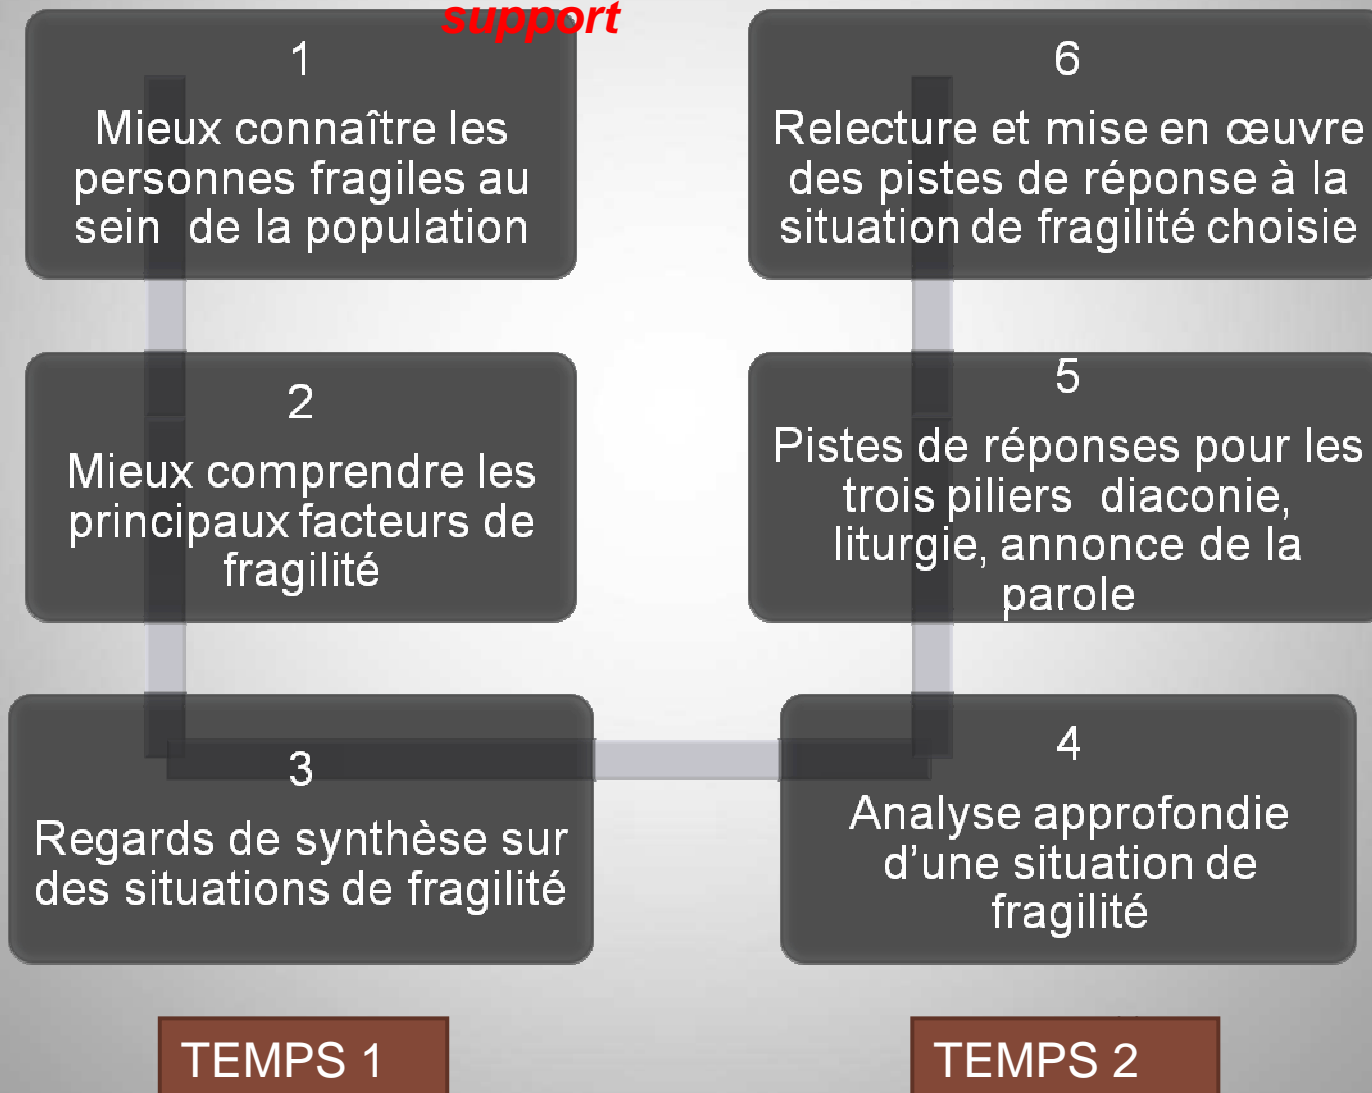 support
1
Mieux connaître les
personnes fragiles au
sein de la population
2
Mieux comprendre les
principaux facteurs de
fragilité
3
Regards de synthèse sur
des situations de fragilité
TEMPS 1
6
Relecture et mise en œuvre
des pistes de réponse à la
situation de fragilité choisie
5
Pistes de réponses pour les
trois piliers diaconie,
liturgie, annonce de la
parole
4
Analyse approfondie
d’une situation de
fragilité
TEMPS 2